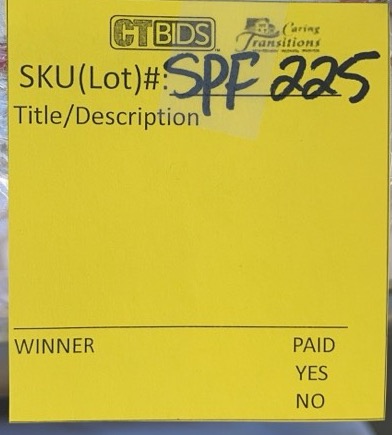 CTBIDS
Caring
Transitions
SKU(Lot)#: SPF 225
Title/Description
WINNER PAID
YES
NO